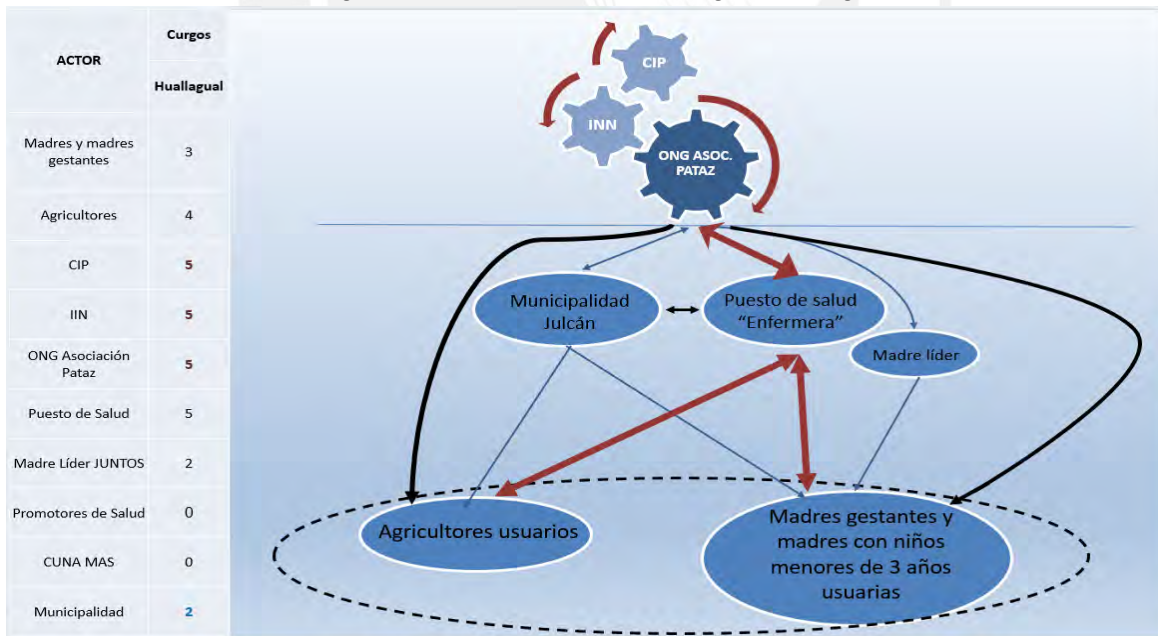 ACTOR
Curgos
Huallagual
Madres y madres
gestantes
3
Agricultores
4
CIP
5
IIN
5
ONG Asociación
Pataz
5
Puesto de Salud
5
Madre Líder JUNTOS
2
Promotores de Salud
0
CUNA MAS
0
Municipalidad
2
CIP
INN
ONG ASOC.
PATAZ
Municipalidad
Julcán
Puesto de salud
“Enfermera”
Madre líder
Agricultores usuarios
Madres gestantes y
madres con niños
menores de 3 años
usuarias